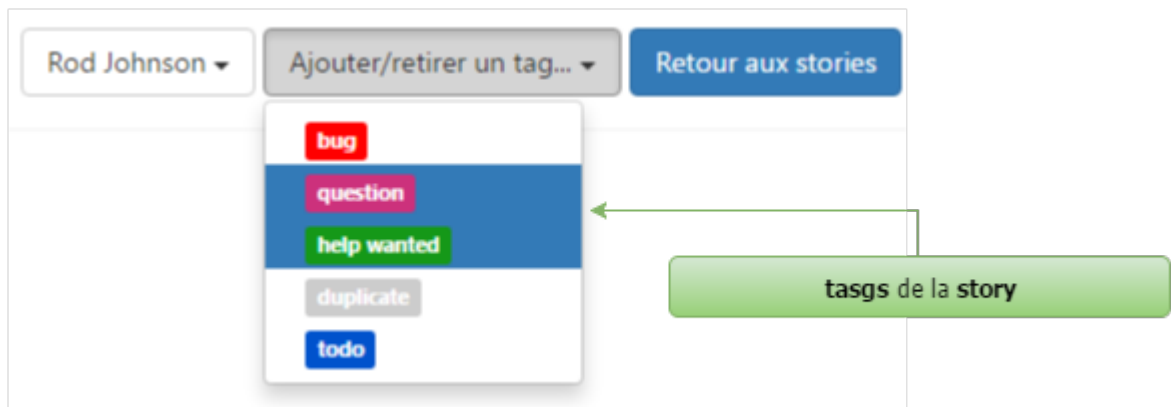 Rod Johnson
Ajouter/retirer un tag...
Retour aux stories
bug
question
help wanted
duplicate
todo
tasgs de la story